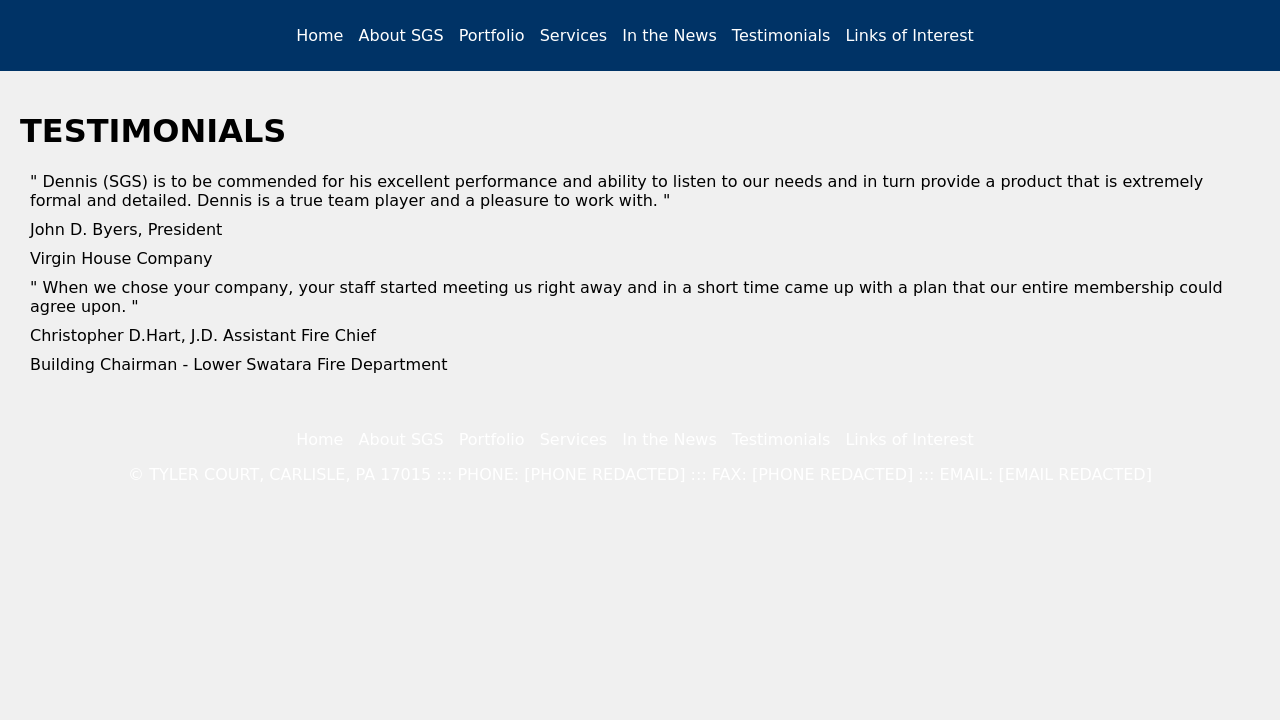 Home About SGS Portfolio Services In the News Testimonials Links of Interest
TESTIMONIALS
" Dennis (SGS) is to be commended for his excellent performance and ability to listen to our needs and in turn provide a product that is extremely
formal and detailed. Dennis is a true team player and a pleasure to work with. "
John D. Byers, President
Virgin House Company
" When we chose your company, your staff started meeting us right away and in a short time came up with a plan that our entire membership could
agree upon. "
Christopher D.Hart, J.D. Assistant Fire Chief
Building Chairman - Lower Swatara Fire Department
Home About SGS Portfolio Services In the News Testimonials Links of Interest
© TYLER COURT, CARLISLE, PA 17015 ::: PHONE: [PHONE REDACTED] ::: FAX: [PHONE REDACTED] ::: EMAIL: [EMAIL REDACTED]